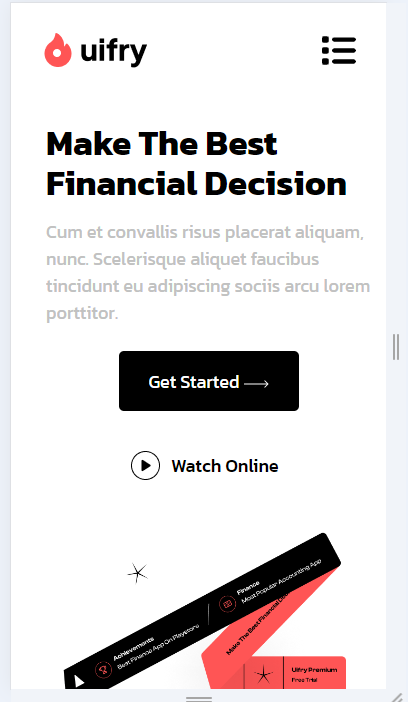 uifry
Make The Best
Financial Decision
Cum et convallis risus placerat aliquam,
nunc. Scelerisque aliquet faucibus
tincidunt eu adipiscing sociis arcu lorem
porttitor.
Get Started
Watch Online
Achievements
Best Finance App On Playstore
Finance
Most Popular Accounting App
Make The Best Financial
Uifry Premium
Free Trial